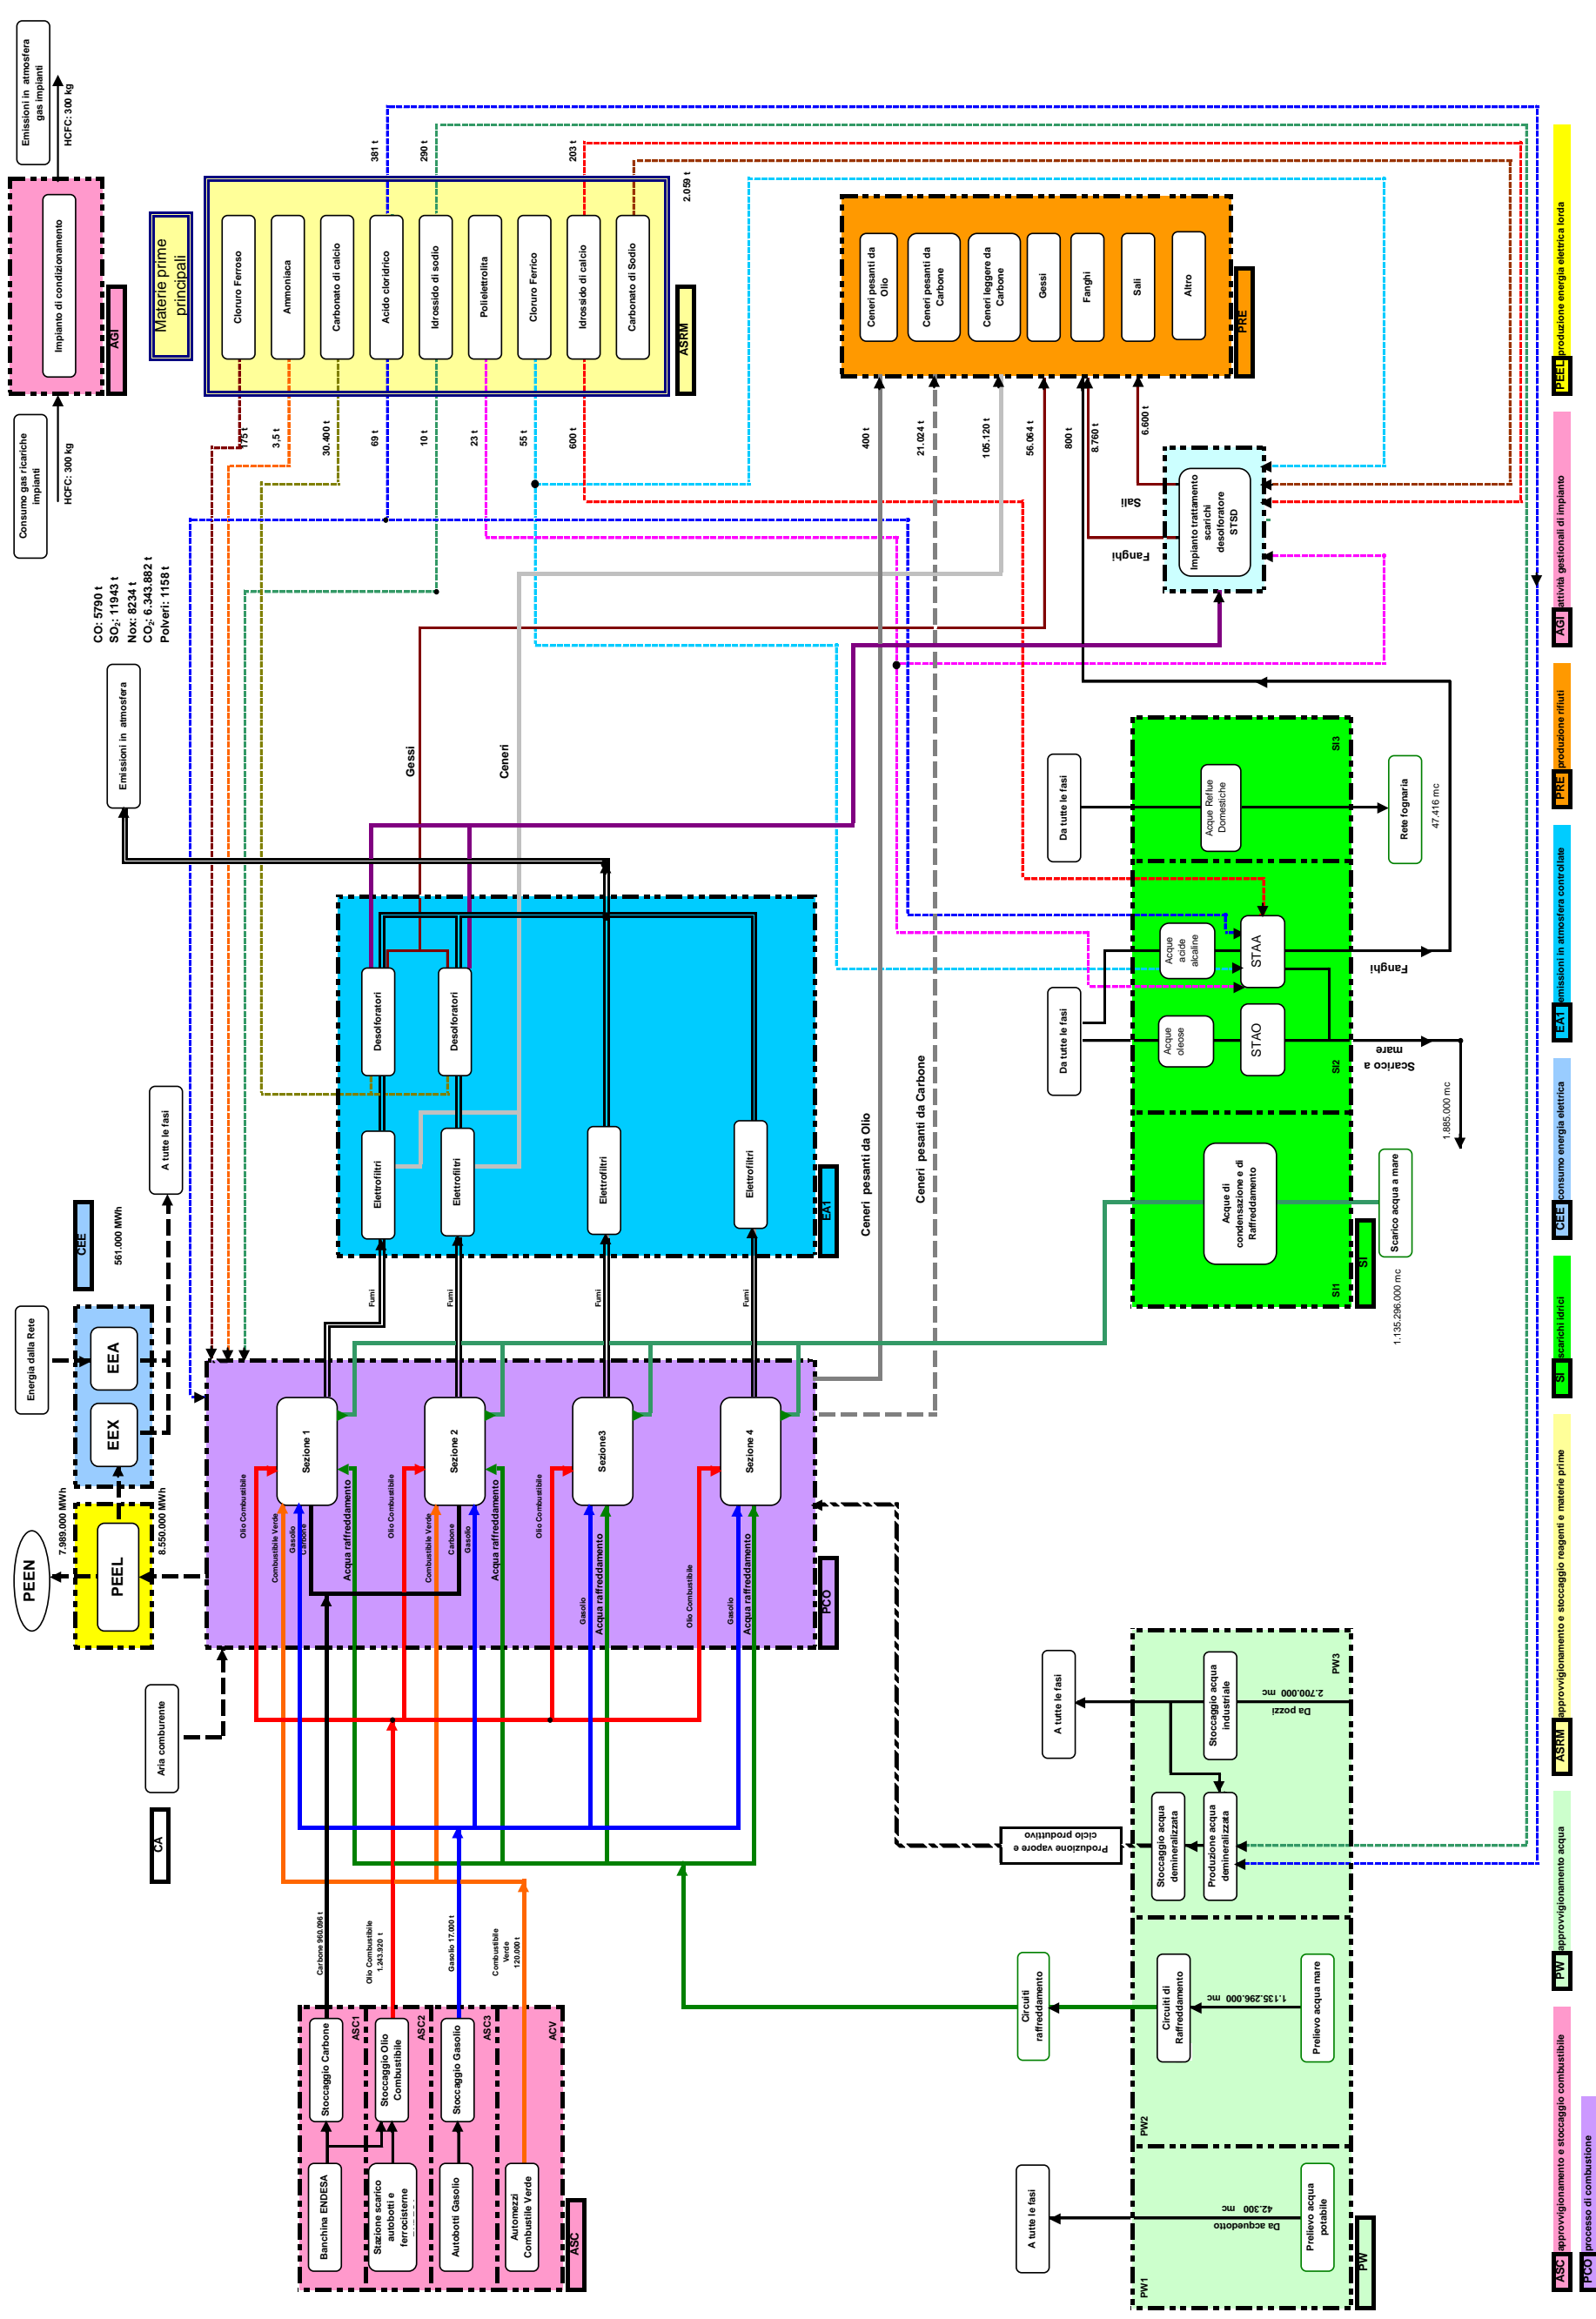 Emissioni in atmosfera
gas impianti
HCFC: 300 kg
Impianto di condizionamento
AGI
Consumo gas ricariche
impianti
HCFC: 300 kg
Materie prime
principali
Cloruro Ferroso
Ammoniaca
Carbonato di calcio
Acido cloridrico
Idrossido di sodio
Polielettrolita
Cloruro Ferrico
Idrossido di calcio
Carbonato di Sodio
ASRM
381 t
290 t
203 t
2.059 t
175 t
3,5 t
30.400 t
69 t
10 t
23 t
55 t
600 t
Ceneri pesanti da
Olio
Ceneri pesanti da
Carbone
Ceneri leggere da
Carbone
Gessi
Fanghi
Sali
Altro
PRE
400 t
21.024 t
105.120 t
56.064 t
800 t
8.760 t
6.600 t
Sali
Fanghi
Impianto trattamento
scarichi
desolforatore
STSD
CO: 5790 t
SO2: 11943 t
Nox: 8234 t
CO2: 6.343.882 t
Polveri: 1158 t
Emissioni in atmosfera
Gessi
Ceneri
Desolforatori
Desolforatori
Elettrofiltri
Elettrofiltri
Elettrofiltri
Elettrofiltri
EA1
Fumi
Fumi
Fumi
Fumi
Ceneri pesanti da Olio
Ceneri pesanti da Carbone
A tutte le fasi
CEE
561.000 MWh
Energia dalla Rete
EEA
EEX
PEEN
7.989.000 MWh
PEEL
8.550.000 MWh
Sezione 1
Sezione 2
Sezione3
Sezione 4
Olio Combustibile
Combustibile Verde
Gasolio
Carbone
Acqua raffreddamento
Olio Combustibile
Combustibile Verde
Carbone
Gasolio
Acqua raffreddamento
Olio Combustibile
Gasolio
Acqua raffreddamento
Olio Combustibile
Gasolio
Acqua raffreddamento
PCO
Aria comburente
CA
Carbone 960.096 t
Olio Combustibile
1.243.920 t
Gasolio 17.000 t
Combustibile
Verde
120.000 t
Stoccaggio Carbone
ASC1
Stoccaggio Olio
Combustibile
ASC2
Stoccaggio Gasolio
ASC3
ACV
Banchina ENDESA
Stazione scarico
autobotti e
ferrocisterne
Autobotti Gasolio
Automezzi
Combustile Verde
ASC
Da tutte le fasi
Acque Reflue
Domestiche
SI3
Rete fognaria
47.416 mc
Da tutte le fasi
Acque
acide
alcaline
STAA
Acque
oleose
STAO
SI2
Fanghi
Scarico a
mare
1.885.000 mc
Acque di
condensazione e di
Raffreddamento
SI1
SI
Scarico acqua a mare
1.135.296.000 mc
A tutte le fasi
Stoccaggio acqua
industriale
PW3
Da pozzi
2.700.000 mc
Stoccaggio acqua
demineralizzata
Produzione acqua
demineralizzata
Produzione vapore e
ciclo produttivo
Circuiti
raffreddamento
Circuiti di
Raffreddamento
1.135.296.000 mc
Prelievo acqua mare
PW2
A tutte le fasi
Da acquedotto
42.300 mc
Prelievo acqua
potabile
PW1
PW
ASC approvvigionamento e stoccaggio combustibile
PW approvvigionamento acqua
ASRM approvvigionamento e stoccaggio reagenti e materie prime
SI scarichi idrici
CEE consumo energia elettrica
EA1 emissioni in atmosfera controllate
PRE produzione rifiuti
AGI attività gestionali di impianto
PEEL produzione energia elettrica lorda
PCO processo di combustione